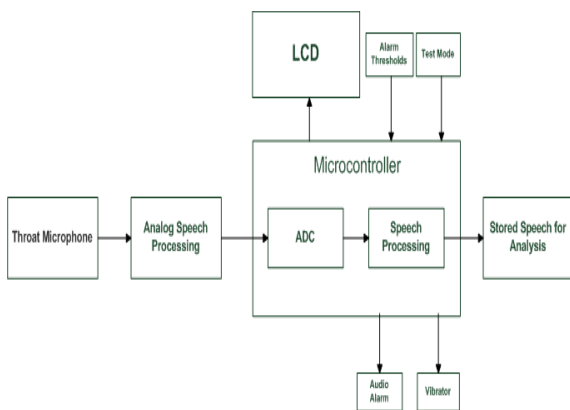 LCD
Alarm
Thresholds
Test Mode
Microcontroller
Throat Microphone
Analog Speech
Processing
ADC
Speech
Processing
Stored Speech for
Analysis
Audio
Alarm
Vibrator